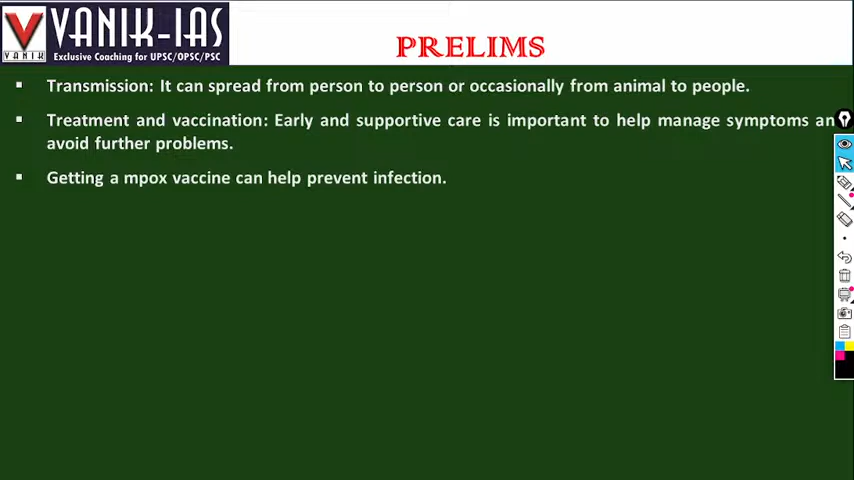 VANIK-IAS
VANIK
Exclusive Coaching for UPSC/OPSC/PSC
PRELIMS
Transmission: It can spread from person to person or occasionally from animal to people.
Treatment and vaccination: Early and supportive care is important to help manage symptoms an
avoid further problems.
Getting a mpox vaccine can help prevent infection.